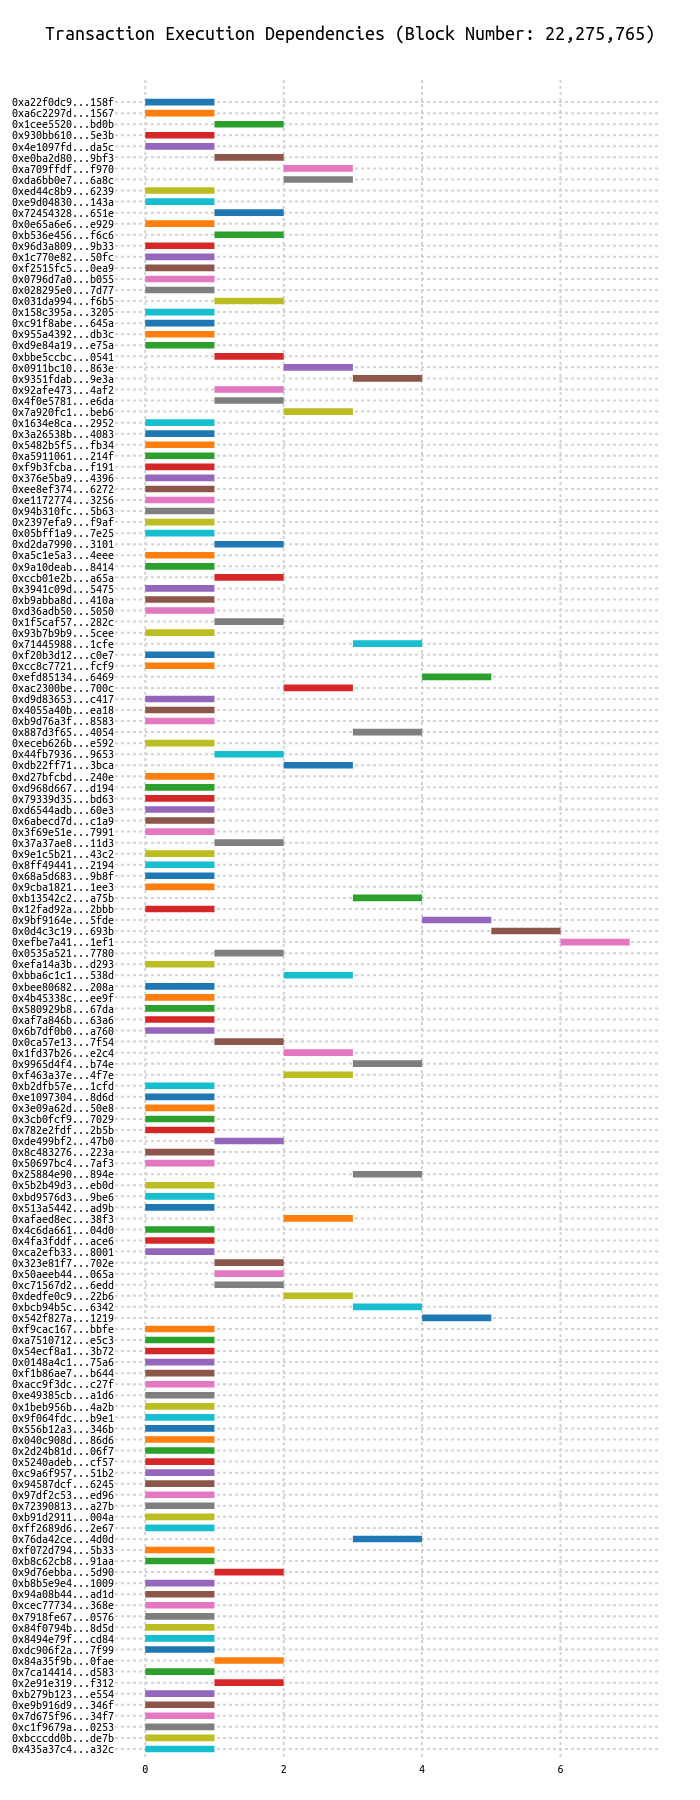 Transaction Execution Dependencies (Block Number: 22,275,765)
0xa22f0dc9...158f
0xa6c2297d...1567
0x1cee5520...bd0b
0x930bb610...5e3b
0x4e1097fd...da5c
0xe0ba2d80...9bf3
0xa709ffdf...f970
0xda6bb0e7...6a8c
0xed44c8b9...6239
0xe9d04830...143a
0x72454328...651e
0x0e65a6e6...e929
0xb536e456...f6c6
0x96d3a809...9b33
0x1c770e82...50fc
0xf2515fc5...0ea9
0x0796d7a0...b055
0x028295e0...7d77
0x031da994...f6b5
0x158c395a...3205
0xc91f8abe...645a
0x955a4392...db3c
0xd9e84a19...e75a
0xbbe5ccbc...0541
0x0911bc10...863e
0x9351fdab...9e3a
0x92afe473...4af2
0x4f0e5781...e6da
0x7a920fc1...beb6
0x1634e8ca...2952
0x3a26538b...4083
0x5482b5f5...fb34
0xa5911061...214f
0xf9b3fcba...f191
0x376e5ba9...4396
0xee8ef374...6272
0xe1172774...3256
0x94b310fc...5b63
0x2397efa9...f9af
0x05bff1a9...7e25
0xd2da7990...3101
0xa5c1e5a3...4eee
0x9a10deab...8414
0xccb01e2b...a65a
0x3941c09d...5475
0xb9abba8d...410a
0xd36adb50...5050
0x1f5caf57...282c
0x93b7b9b9...5cee
0x71445988...1cfe
0xf20b3d12...c0e7
0xcc8c7721...fcf9
0xefd85134...6469
0xac2300be...700c
0xd9d83653...c417
0x4055a40b...ea18
0xb9d76a3f...8583
0x887d3f65...4054
0xeceb626b...e592
0x44fb7936...9653
0xdb22ff71...3bca
0xd27bfcbd...240e
0xd968d667...d194
0x79339d35...bd63
0xd6544adb...60e3
0x6abecd7d...c1a9
0x3f69e51e...7991
0x37a37ae8...11d3
0x9e1c5b21...43c2
0x8ff49441...2194
0x68a5d683...9b8f
0x9cba1821...1ee3
0xb13542c2...a75b
0x12fad92a...2bbb
0x9bf9164e...5fde
0x0d4c3c19...693b
0xefbe7a41...1ef1
0x0535a521...7780
0xefa14a3b...d293
0xbba6c1c1...538d
0xbee80682...208a
0x4b45338c...ee9f
0x580929b8...67da
0xaf7a846b...63a6
0x6b7df0b0...a760
0x0ca57e13...7f54
0x1fd37b26...e2c4
0x9965d4f4...b74e
0xf463a37e...4f7e
0xb2dfb57e...1cfd
0xe1097304...8d6d
0x3e09a62d...50e8
0x3cb0fcf9...7029
0x782e2fdf...2b5b
0xde499bf2...47b0
0x8c483276...223a
0x50697bc4...7af3
0x25884e90...894e
0x5b2b49d3...eb0d
0xbd9576d3...9be6
0x513a5442...ad9b
0xafaed8ec...38f3
0x4c6da661...04d0
0x4fa3fddf...ace6
0xca2efb33...8001
0x323e81f7...702e
0x50aeeb44...065a
0xc71567d2...6edd
0xdedfe0c9...22b6
0xbcb94b5c...6342
0x542f827a...1219
0xf9cac167...bbfe
0xa7510712...e5c3
0x54ecf8a1...3b72
0x0148a4c1...75a6
0xf1b86ae7...b644
0xacc9f3dc...c27f
0xe49385cb...a1d6
0x1beb956b...4a2b
0x9f064fdc...b9e1
0x556b12a3...346b
0x040c908d...86d6
0x2d24b81d...06f7
0x5240adeb...cf57
0xc9a6f957...51b2
0x94587dcf...6245
0x97df2c53...ed96
0x72390813...a27b
0xb91d2911...004a
0xff2689d6...2e67
0x76da42ce...4d0d
0xf072d794...5b33
0xb8c62cb8...91aa
0x9d76ebba...5d90
0xb8b5e9e4...1009
0x94a08b44...ad1d
0xcec77734...368e
0x7918fe67...0576
0x84f0794b...8d5d
0x8494e79f...cd84
0xdc906f2a...7f99
0x84a35f9b...0fae
0x7ca14414...d583
0x2e91e319...f312
0xb279b123...e554
0xe9b916d9...346f
0x7d675f96...34f7
0xc1f9679a...0253
0xbcccdd0b...de7b
0x435a37c4...a32c
0 2 4 6